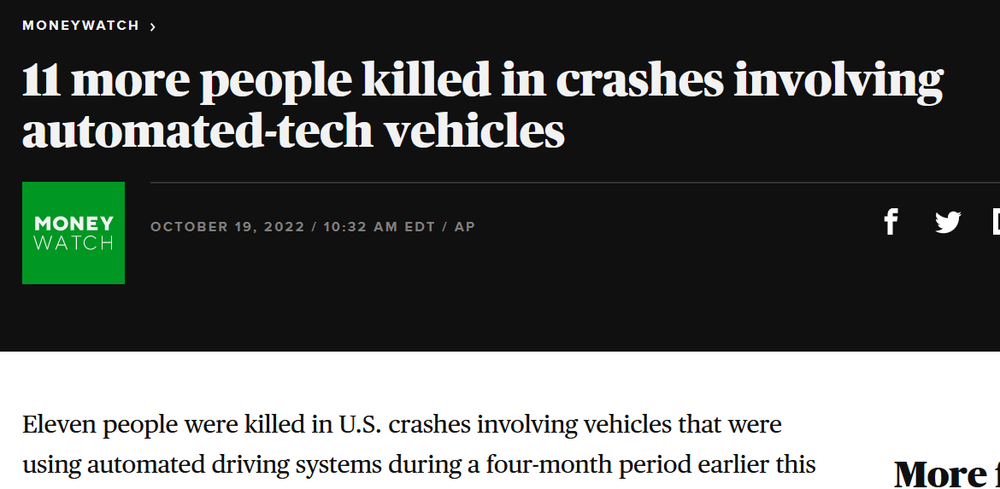 MONEYWATCH >
11 more people killed in crashes involving
automated-tech vehicles
MONEY
WATCH
OCTOBER 19, 2022 / 10:32 AM EDT / AP
Eleven people were killed in U.S. crashes involving vehicles that were
using automated driving systems during a four-month period earlier this
More